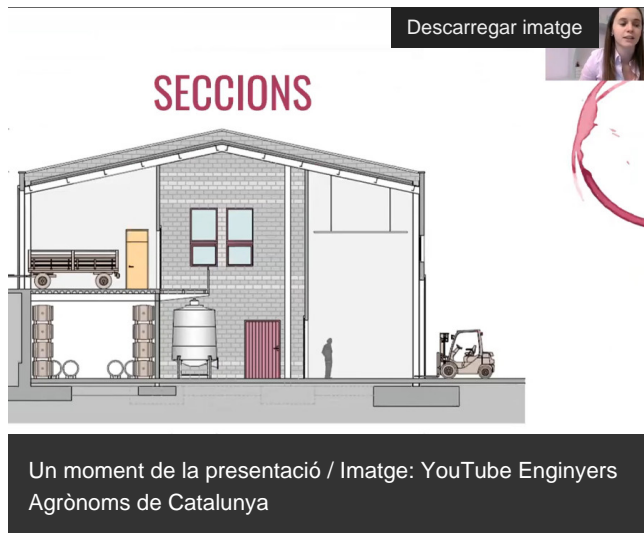 Descarregar imatge
SECCIONS
Un moment de la presentació / Imatge: YouTube Enginyers
Agrònoms de Catalunya